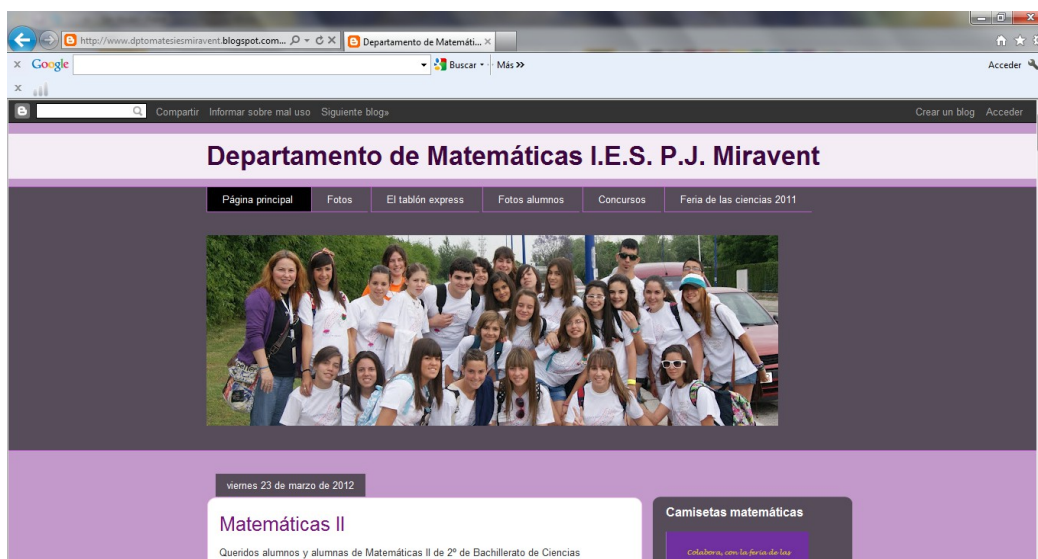 http://www.dptomatesiesmiravent.blogspot.com... Departamento de Matemáti...
Google Buscar Más >> Acceder
Compartir Informar sobre mal uso Siguiente blog» Crear un blog Acceder
Departamento de Matemáticas I.E.S. P.J. Miravent
Página principal Fotos El tablón express Fotos alumnos Concursos Feria de las ciencias 2011
viernes 23 de marzo de 2012
Matemáticas II
Queridos alumnos y alumnas de Matemáticas II de 2º de Bachillerato de Ciencias
Camisetas matemáticas
Colabora, con la feria de las